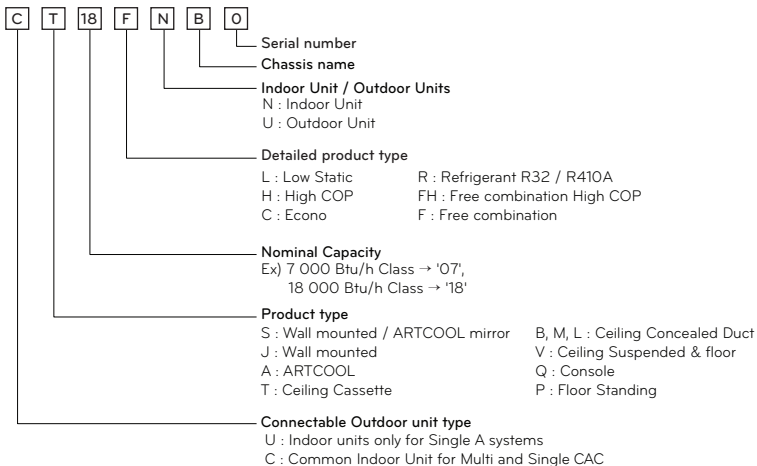 C T 18 F N B 0
Serial number
Chassis name
Indoor Unit / Outdoor Units
N : Indoor Unit
U : Outdoor Unit
Detailed product type
L : Low Static R : Refrigerant R32 / R410A
H : High COP FH : Free combination High COP
C : Econo F : Free combination
Nominal Capacity
Ex) 7 000 Btu/h Class → '07',
18 000 Btu/h Class → '18'
Product type
S : Wall mounted / ARTCOOL mirror B, M, L : Ceiling Concealed Duct
J : Wall mounted V : Ceiling Suspended & floor
A : ARTCOOL Q : Console
T : Ceiling Cassette P : Floor Standing
Connectable Outdoor unit type
U : Indoor units only for Single A systems
C : Common Indoor Unit for Multi and Single CAC